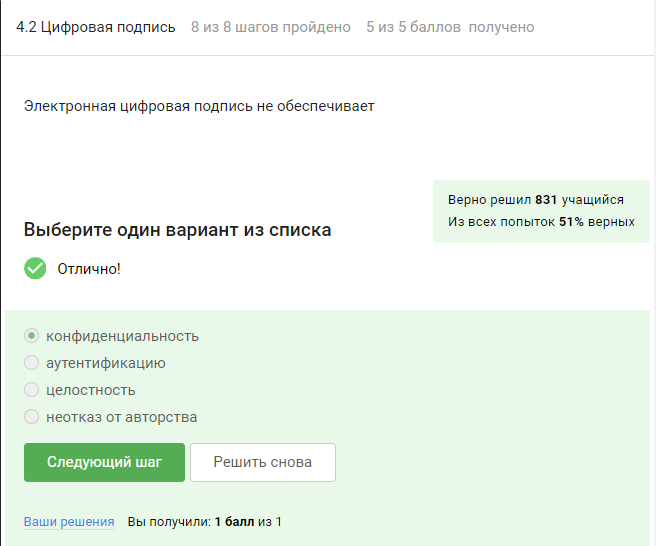 4.2 Цифровая подпись 8 из 8 шагов пройдено 5 из 5 баллов получено
Электронная цифровая подпись не обеспечивает
Верно решил 831 учащийся
Из всех попыток 51% верных
Выберите один вариант из списка
Отлично!
конфиденциальность
аутентификацию
целостность
неотказ от авторства
Следующий шаг Решить снова
Ваши решения Вы получили: 1 балл из 1